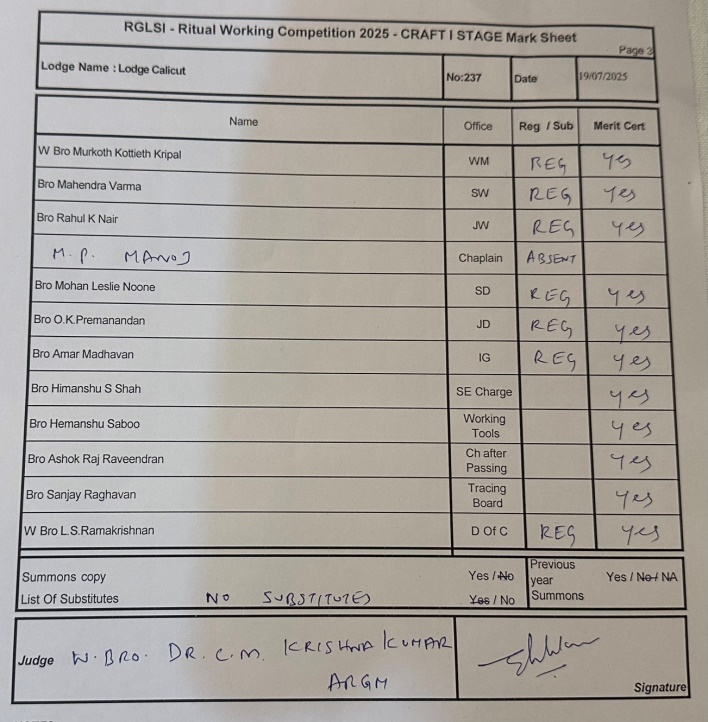 RGLSI - Ritual Working Competition 2025 - CRAFT I STAGE Mark Sheet
Page 3
Lodge Name : Lodge Calicut No:237 Date 19/07/2025
Name Office Reg / Sub Merit Cert
W Bro Murkoth Kottieth Kripal WM REG Yes
Bro Mahendra Varma SW REG Yes
Bro Rahul K Nair JW REG Yes
M. P. MANOJ Chaplain ABSENT
Bro Mohan Leslie Noone SD REG Yes
Bro O.K.Premanandan JD REG Yes
Bro Amar Madhavan IG REG Yes
Bro Himanshu S Shah SE Charge Yes
Bro Hemanshu Saboo Working Tools Yes
Bro Ashok Raj Raveendran Ch after Passing Yes
Bro Sanjay Raghavan Tracing Board Yes
W Bro L.S.Ramakrishnan D Of C REG Yes
Summons copy Yes / No Previous year Summons Yes / No / NA
List Of Substitutes NO SUBSTITUTES Yes / No
Judge W. BRO. DR. C. M. KRISHNA KUMAR
ARGM
Signature